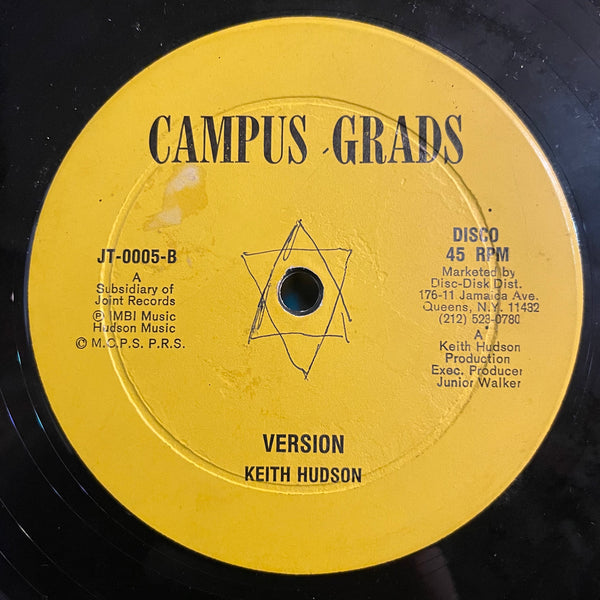 CAMPUS GRADS
JT-0005-B
A
Subsidiary of
Joint Records
Ⓟ IMBI Music
Hudson Music
© M.C.P.S. P.R.S.
DISCO
45 RPM
Marketed by
Disc-Disk Dist.
176-11 Jamaica Ave.
Queens, N.Y. 11432
(212) 523-0780
A
Keith Hudson
Production
Exec. Producer
Junior Walker
VERSION
KEITH HUDSON